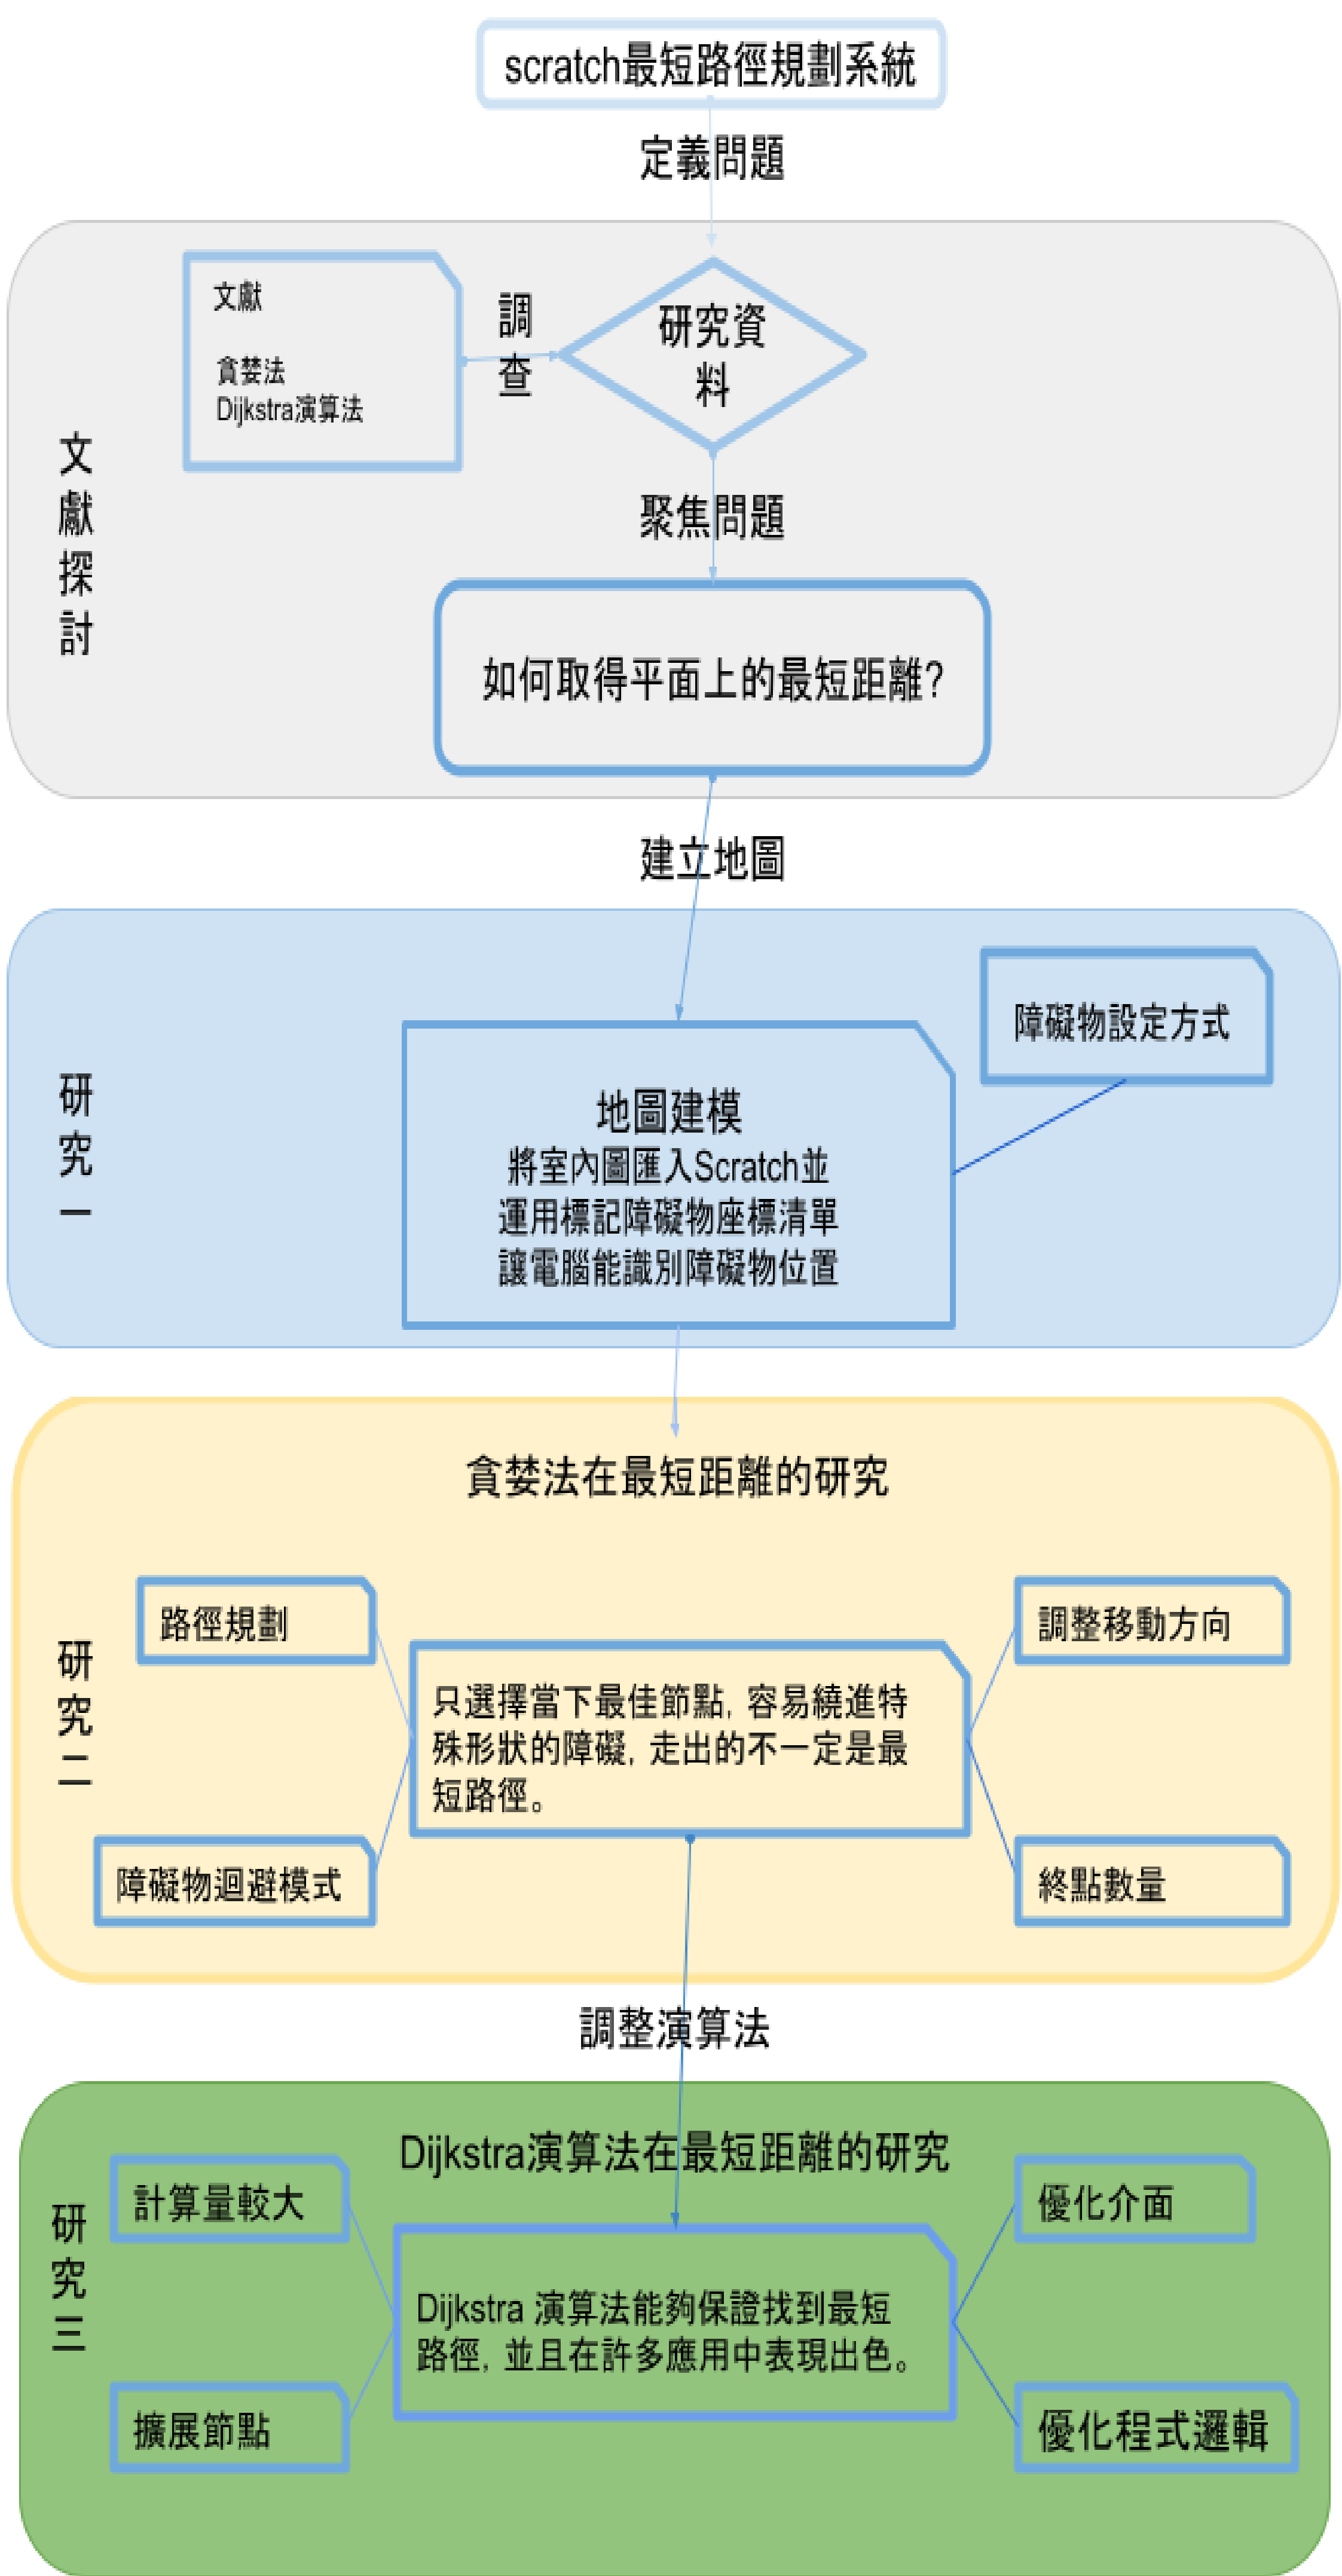 scratch最短路徑規劃系統
定義問題
文獻
貪婪法
Dijkstra演算法
調
查
研究資
料
聚焦問題
如何取得平面上的最短距離?
文
獻
探
討
建立地圖
障礙物設定方式
地圖建模
將室內圖匯入Scratch並
運用標記障礙物座標清單
讓電腦能識別障礙物位置
研
究
一
貪婪法在最短距離的研究
路徑規劃
調整移動方向
只選擇當下最佳節點, 容易繞進特
殊形狀的障礙, 走出的不一定是最
短路徑。
障礙物迴避模式
終點數量
研
究
二
調整演算法
Dijkstra演算法在最短距離的研究
計算量較大
優化介面
Dijkstra 演算法能夠保證找到最短
路徑, 並且在許多應用中表現出色。
擴展節點
優化程式邏輯
研
究
三